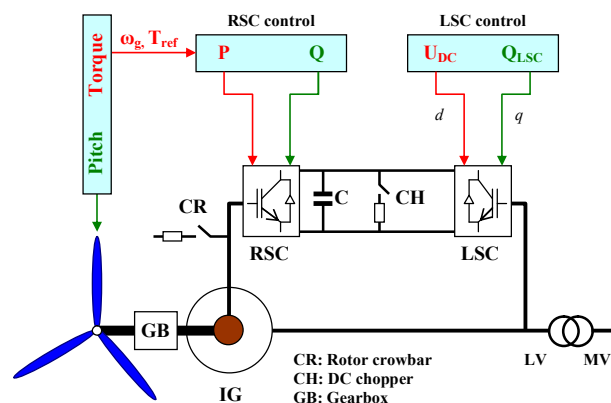 RSC control
LSC control
Torque
Pitch
ωg, Tref
P
Q
UDC
QLSC
d
q
CR
C
CH
RSC
LSC
GB
IG
CR: Rotor crowbar
CH: DC chopper
GB: Gearbox
LV
MV